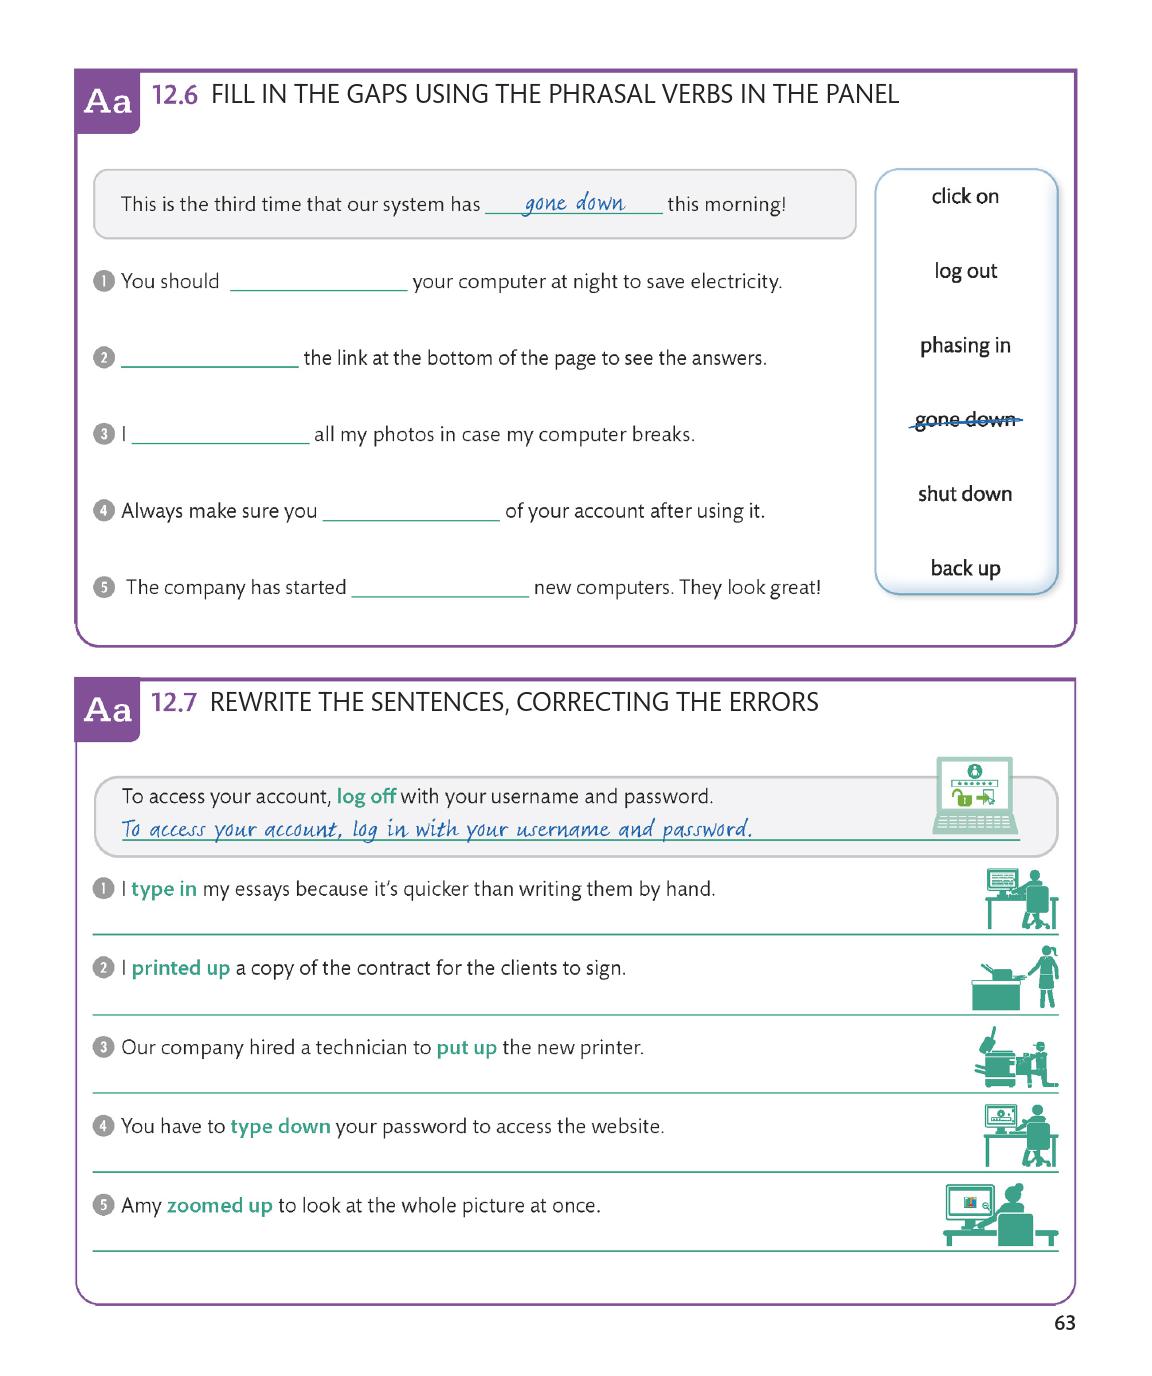 Aa 12.6 FILL IN THE GAPS USING THE PHRASAL VERBS IN THE PANEL
This is the third time that our system has gone down this morning!
1 You should ____________ your computer at night to save electricity.
2 ____________ the link at the bottom of the page to see the answers.
3 I ____________ all my photos in case my computer breaks.
4 Always make sure you ____________ of your account after using it.
5 The company has started ____________ new computers. They look great!
click on
log out
phasing in
gone down
shut down
back up
Aa 12.7 REWRITE THE SENTENCES, CORRECTING THE ERRORS
To access your account, log off with your username and password.
To access your account, log in with your username and password.
1 I type in my essays because it's quicker than writing them by hand.
2 I printed up a copy of the contract for the clients to sign.
3 Our company hired a technician to put up the new printer.
4 You have to type down your password to access the website.
5 Amy zoomed up to look at the whole picture at once.
63